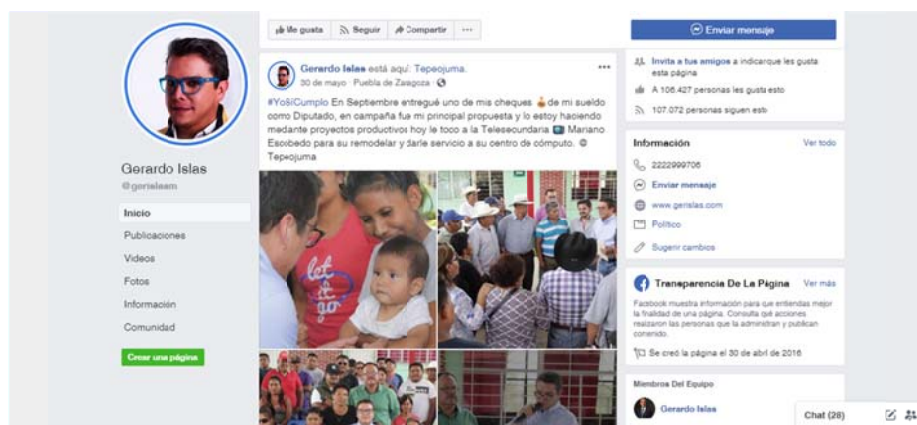 Me gusta
Seguir
Compartir
Enviar mensaje
Gerardo Islas está aquí: Tepeojuma.
30 de mayo · Puebla de Zaragoza ·
#YoSíCumplo En Septiembre entregué uno de mis cheques de mi sueldo
como Diputado, en campaña fue mi principal propuesta y lo estoy haciendo
mediante proyectos productivos hoy le toco a la Telesecundaria Mariano
Escobedo para su remodelar y darle servicio a su centro de cómputo. @
Tepeojuma
let it go
Gerardo Islas
@gerislasm
Inicio
Publicaciones
Videos
Fotos
Información
Comunidad
Crear una página
Invita a tus amigos a indicar que les gusta
esta página
A 106.427 personas les gusta esto
107.072 personas siguen esto
Información
Ver todo
2222999706
Enviar mensaje
www.gerislas.com
Político
Sugerir cambios
Transparencia De La Página
Ver más
Facebook muestra información para que entiendas mejor
la finalidad de una página. Consulta qué acciones
realizaron las personas que la administran y publican
contenido.
Se creó la página el 30 de abril de 2016
Miembros Del Equipo
Gerardo Islas
Chat (28)